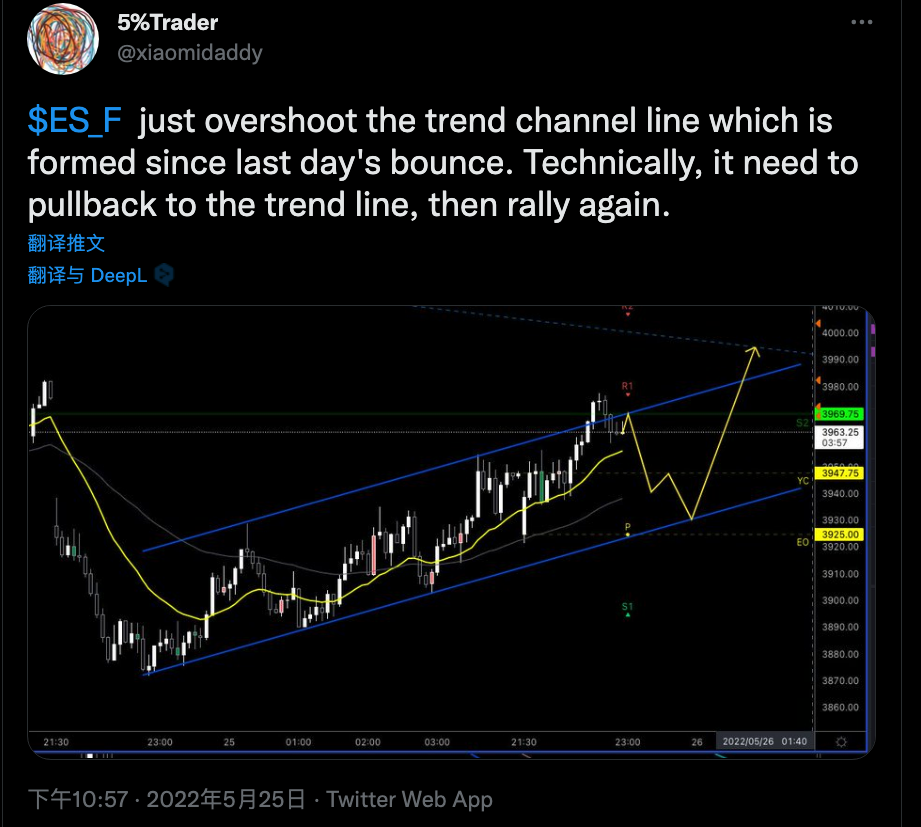 5%Trader
@xiaomidaddy
$ES_F just overshoot the trend channel line which is
formed since last day's bounce. Technically, it need to
pullback to the trend line, then rally again.
翻译推文
翻译与 DeepL
4010.00
R2
4000.00
3990.00
R1
3980.00
3969.75
S2
3963.25
03:57
3947.75
YC
3940.00
3930.00
P
3925.00
EO
3920.00
3910.00
S1
3900.00
3890.00
3880.00
3870.00
3860.00
21:30 23:00 25 01:00 02:00 03:00 21:30 23:00 26 2022/05/26 01:40
下午10:57 · 2022年5月25日 · Twitter Web App